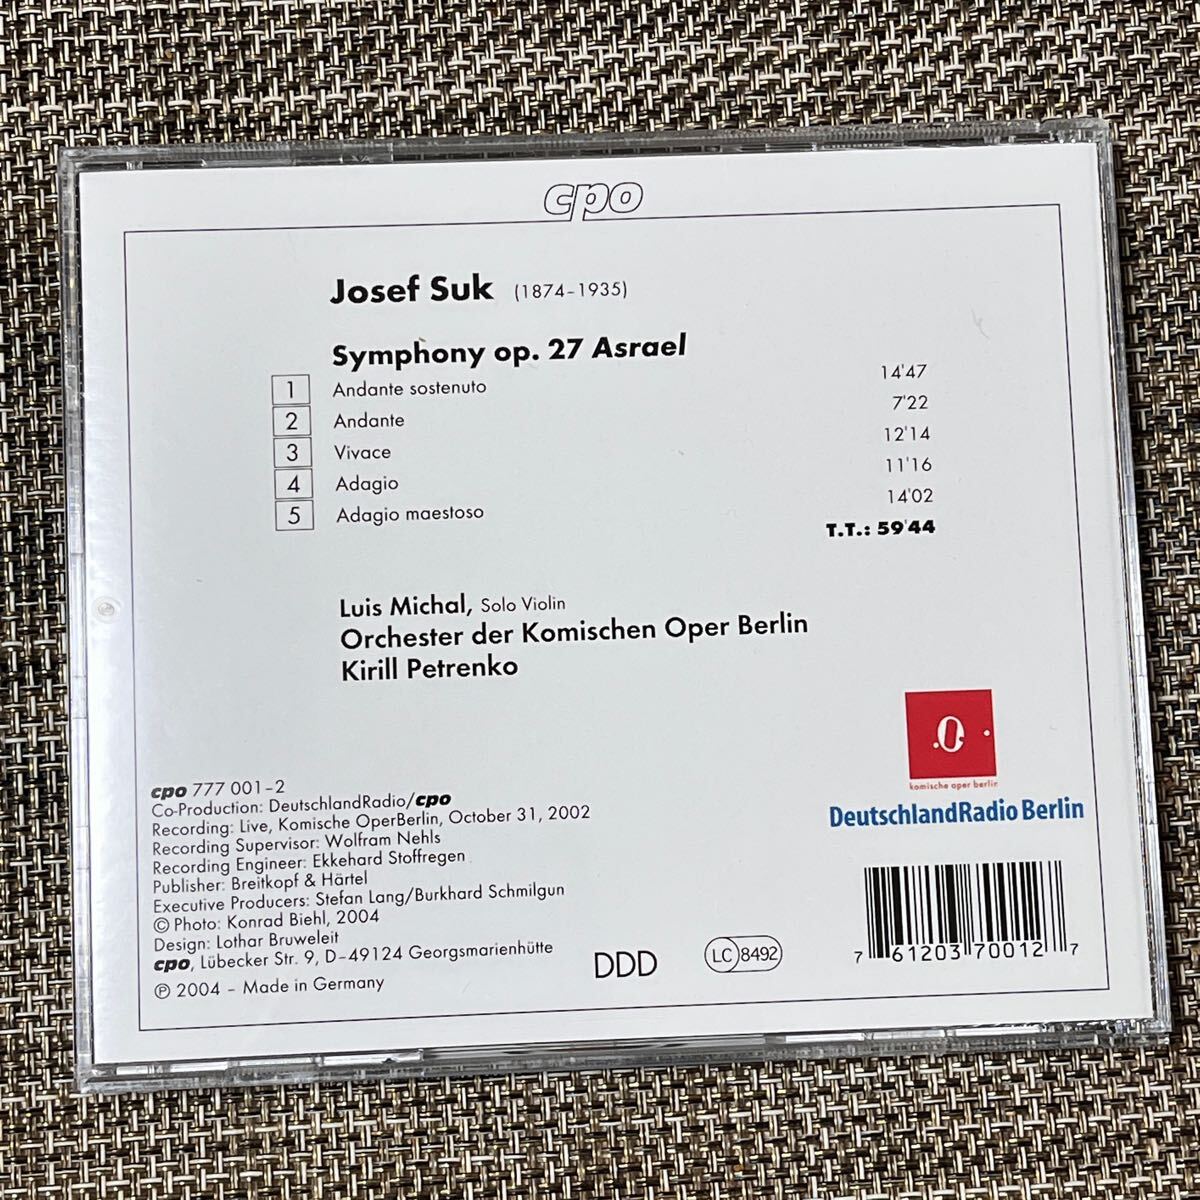 cpo
Josef Suk (1874–1935)
Symphony op. 27 Asrael
1 Andante sostenuto 14'47
2 Andante 7'22
3 Vivace 12'14
4 Adagio 11'16
5 Adagio maestoso 14'02
T.T.: 59'44
Luis Michal, Solo Violin
Orchester der Komischen Oper Berlin
Kirill Petrenko
.O.
komische oper berlin
DeutschlandRadio Berlin
cpo 777 001–2
Co-Production: DeutschlandRadio/cpo
Recording: Live, Komische OperBerlin, October 31, 2002
Recording Supervisor: Wolfram Nehls
Recording Engineer: Ekkehard Stoffregen
Publisher: Breitkopf & Härtel
Executive Producers: Stefan Lang/Burkhard Schmilgun
© Photo: Konrad Biehl, 2004
Design: Lothar Bruweleit
cpo, Lübecker Str. 9, D–49124 Georgsmarienhütte
℗ 2004 – Made in Germany
DDD
LC 8492
7 61203 70012 7